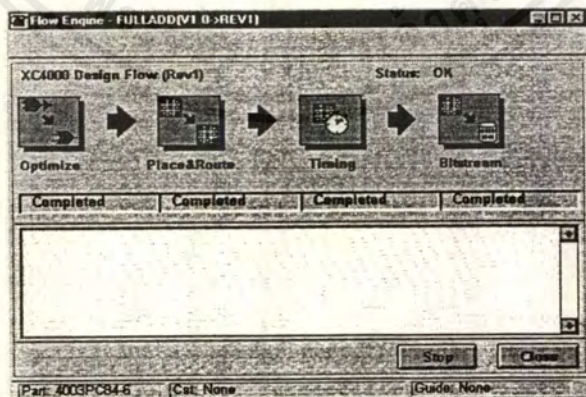 Flow Engine - FULLADD(V1 0->REV1)
XC4000 Design Flow (Rev1) Status: OK
Optimize Place&Route Timing Bitstream
Completed Completed Completed Completed
Stop Close
Part: 4003PC84-6 Cst: None Guide: None